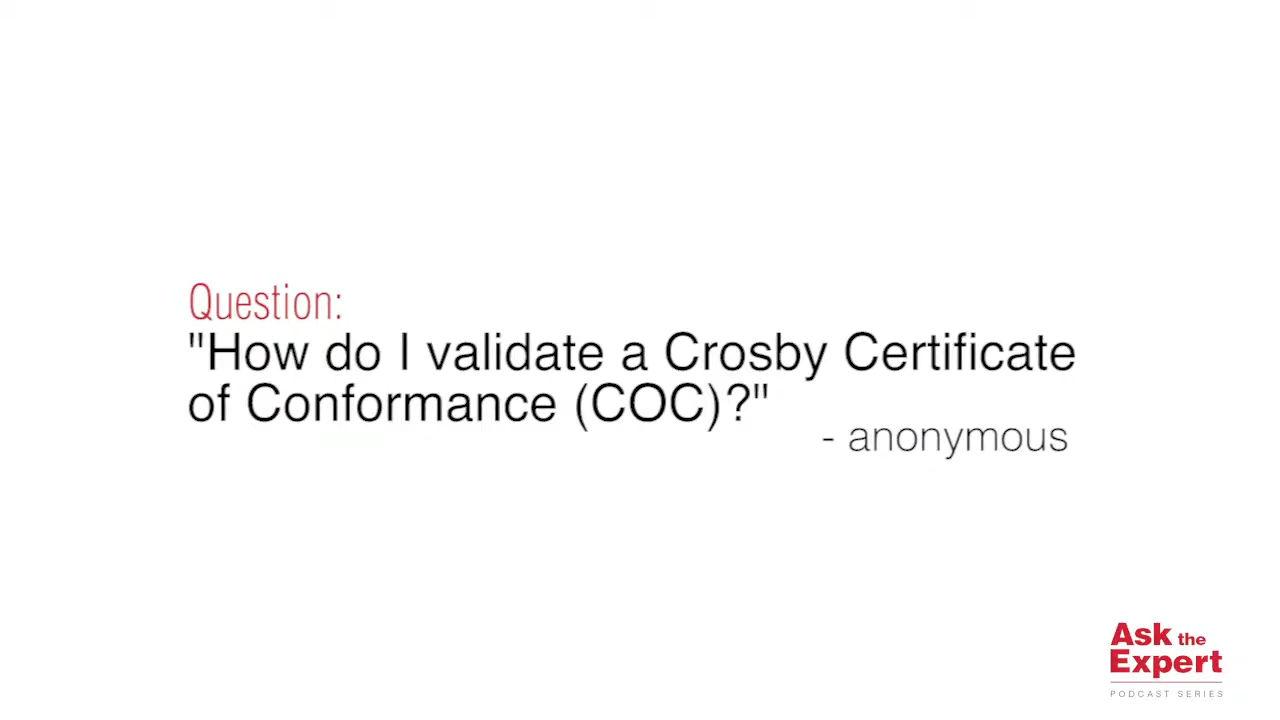 Question:
"How do I validate a Crosby Certificate
of Conformance (COC)?"
- anonymous
Ask the
Expert
PODCAST SERIES